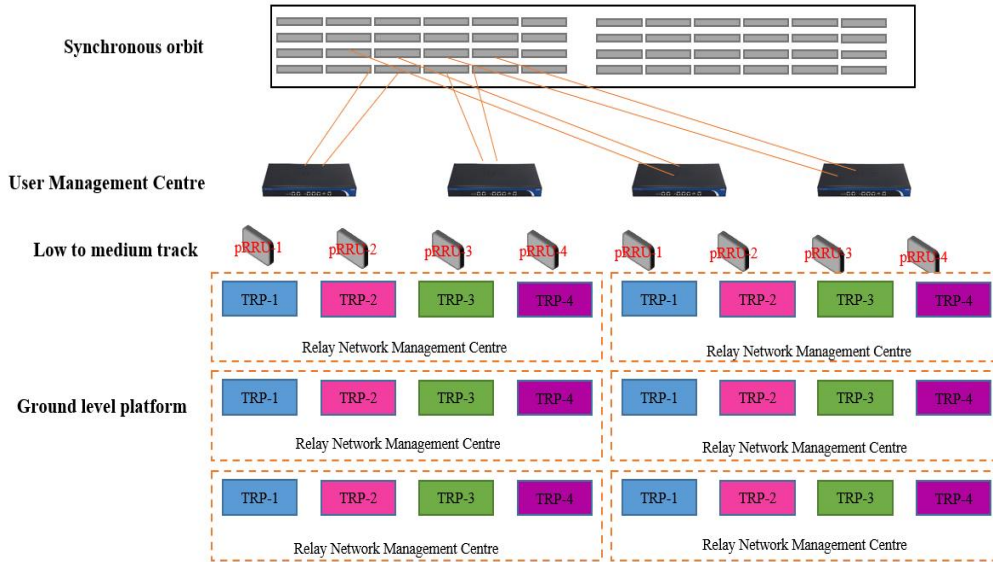 Synchronous orbit
User Management Centre
Low to medium track
pRRU-1 pRRU-2 pRRU-3 pRRU-4 pRRU-1 pRRU-2 pRRU-3 pRRU-4
TRP-1 TRP-2 TRP-3 TRP-4 TRP-1 TRP-2 TRP-3 TRP-4
Relay Network Management Centre Relay Network Management Centre
Ground level platform
TRP-1 TRP-2 TRP-3 TRP-4 TRP-1 TRP-2 TRP-3 TRP-4
Relay Network Management Centre Relay Network Management Centre
TRP-1 TRP-2 TRP-3 TRP-4 TRP-1 TRP-2 TRP-3 TRP-4
Relay Network Management Centre Relay Network Management Centre